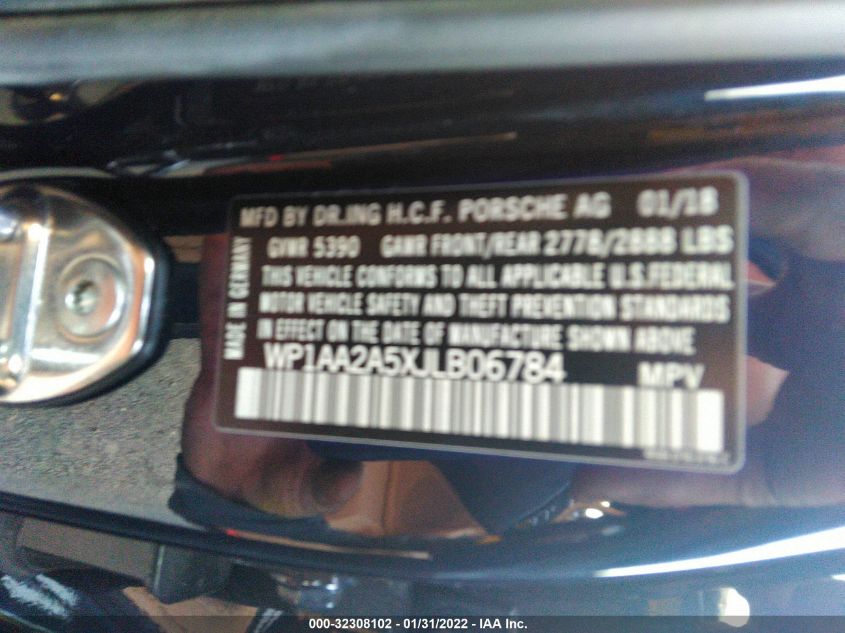 MFD BY DR.ING H.C.F. PORSCHE AG 01/18
GVWR 5390 GAWR FRONT/REAR 2778/2888 LBS
THIS VEHICLE CONFORMS TO ALL APPLICABLE U.S.FEDERAL
MOTOR VEHICLE SAFETY AND THEFT PREVENTION STANDARDS
IN EFFECT ON THE DATE OF MANUFACTURE SHOWN ABOVE
WP1AA2A5XJLB06784 MPV
MADE IN GERMANY
000-32308102 - 01/31/2022 - IAA Inc.